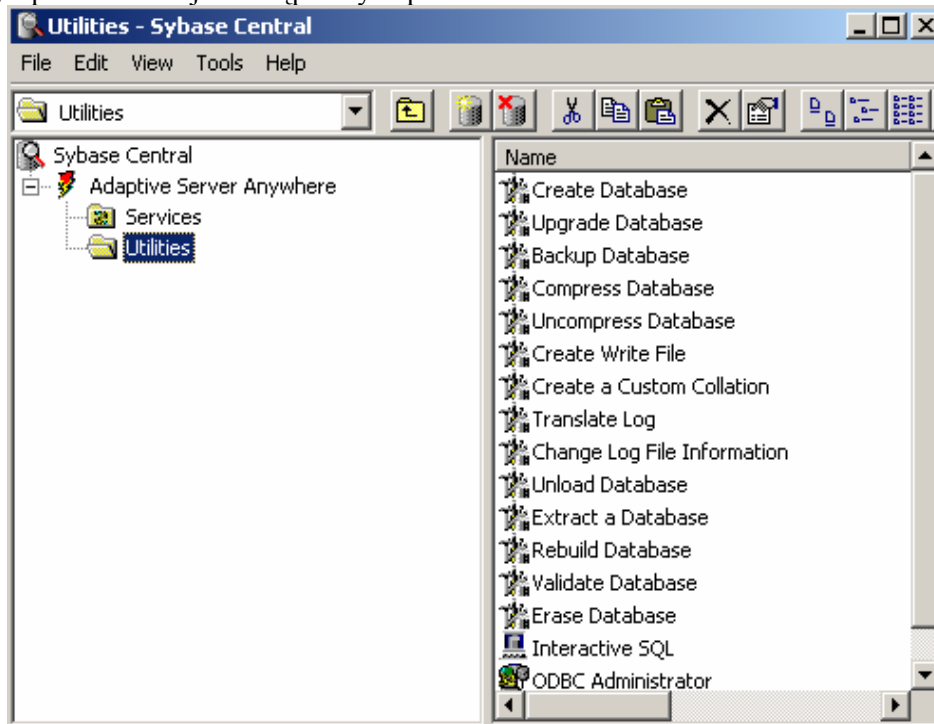 Utilities - Sybase Central
File Edit View Tools Help
Utilities
Sybase Central
Adaptive Server Anywhere
Services
Utilities
Name
Create Database
Upgrade Database
Backup Database
Compress Database
Uncompress Database
Create Write File
Create a Custom Collation
Translate Log
Change Log File Information
Unload Database
Extract a Database
Rebuild Database
Validate Database
Erase Database
Interactive SQL
ODBC Administrator